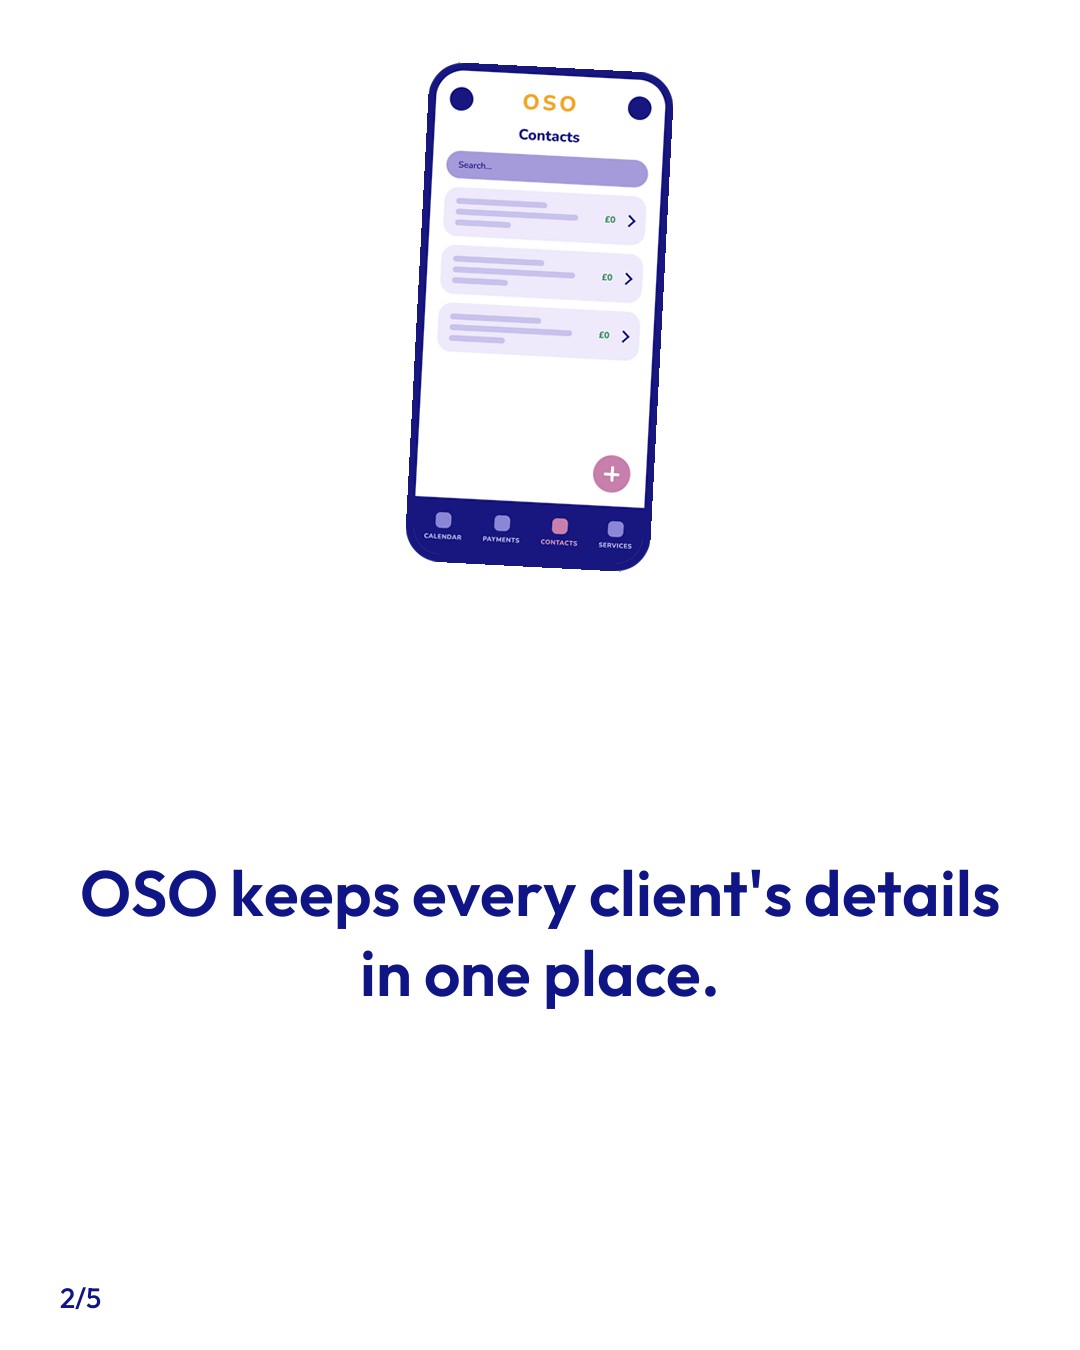 OSO
Contacts
Search...
£0
£0
£0
CALENDAR PAYMENTS CONTACTS SERVICES
OSO keeps every client's details
in one place.
2/5